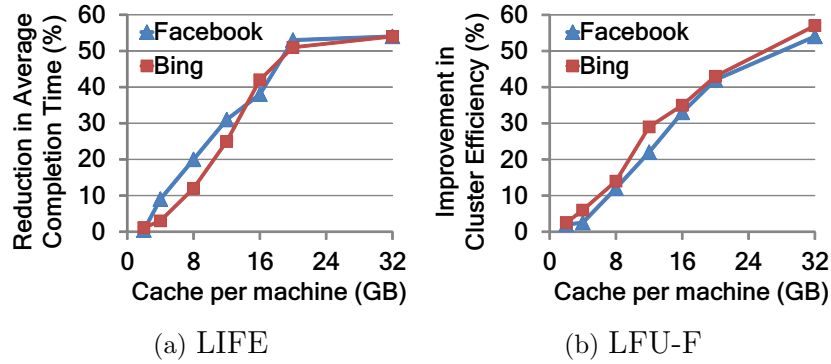 Reduction in Average
Completion Time (%)
60
50
40
30
20
10
0
Facebook
Bing
0 8 16 24 32
Cache per machine (GB)
(a) LIFE
Improvement in
Cluster Efficiency (%)
60
50
40
30
20
10
0
Facebook
Bing
0 8 16 24 32
Cache per machine (GB)
(b) LFU-F